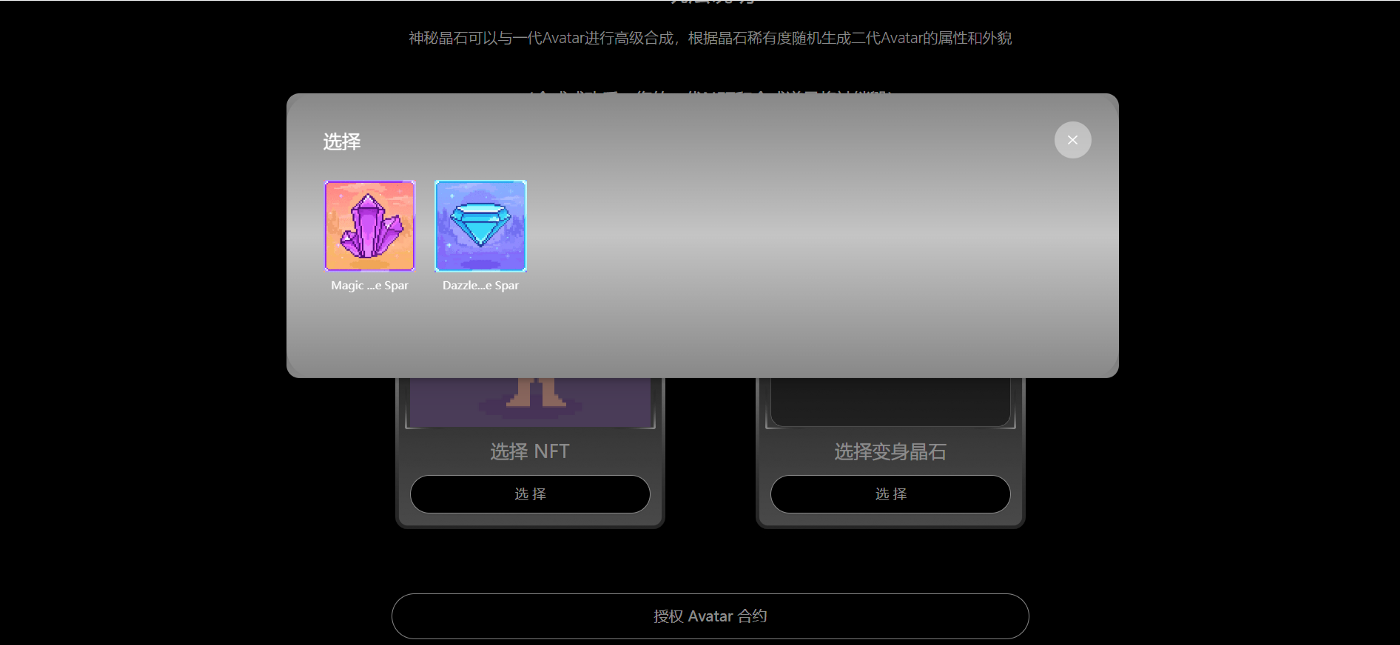 神秘晶石可以与一代Avatar进行高级合成，根据晶石稀有度随机生成二代Avatar的属性和外貌
选择
Magic ...e Spar
Dazzle...e Spar
选择 NFT
选择变身晶石
选 择
选 择
授权 Avatar 合约